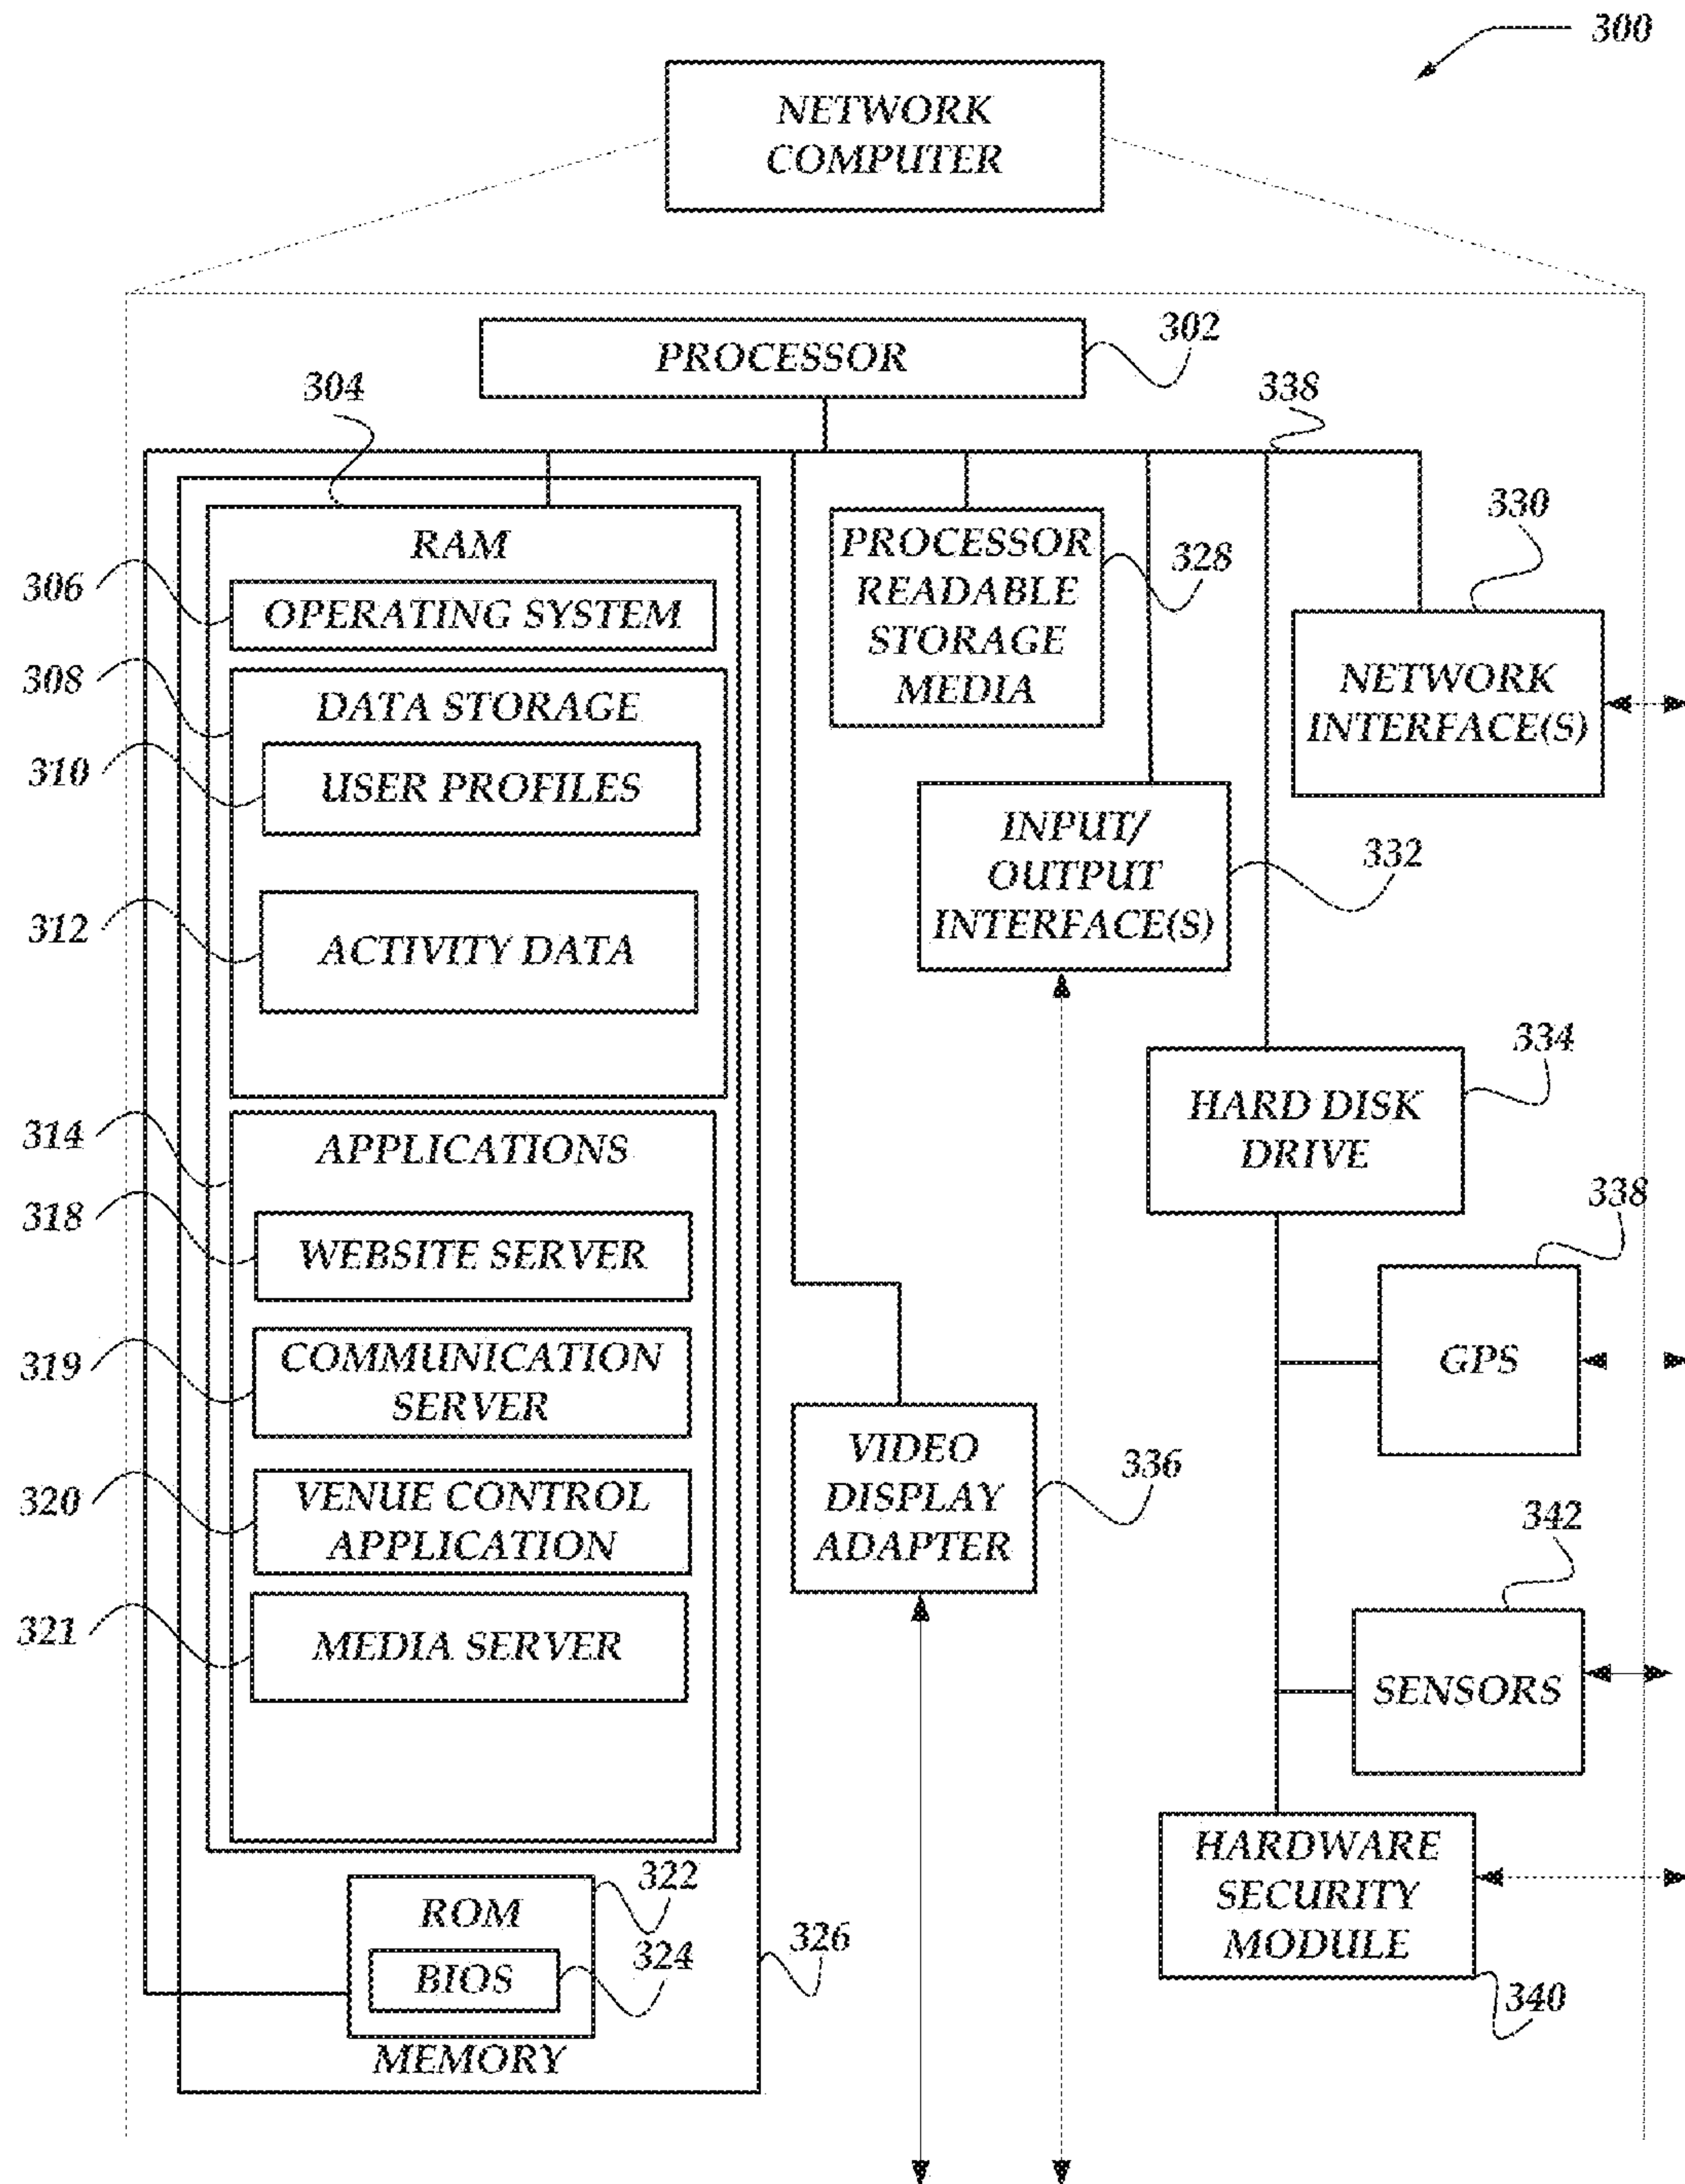 300
NETWORK
COMPUTER
PROCESSOR
302
304
338
RAM
306
OPERATING SYSTEM
308
DATA STORAGE
310
USER PROFILES
312
ACTIVITY DATA
314
APPLICATIONS
318
WEBSITE SERVER
319
COMMUNICATION
SERVER
320
VENUE CONTROL
APPLICATION
321
MEDIA SERVER
ROM
322
BIOS
324
MEMORY
326
PROCESSOR
READABLE
STORAGE
MEDIA
328
330
NETWORK
INTERFACE(S)
INPUT/
OUTPUT
INTERFACE(S)
332
334
HARD DISK
DRIVE
338
GPS
VIDEO
DISPLAY
ADAPTER
336
342
SENSORS
HARDWARE
SECURITY
MODULE
340